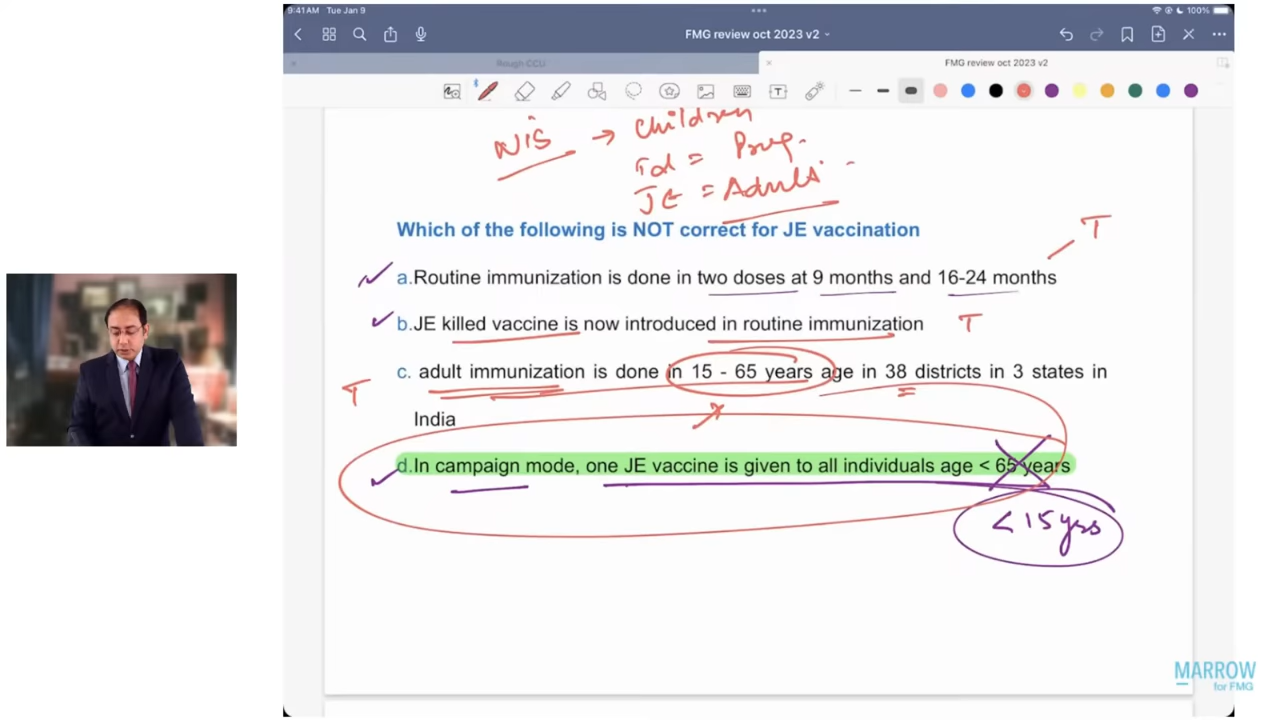 9:41 AM Tue Jan 9
100%
FMG review oct 2023 v2
Rough CCU
FMG review oct 2023 v2
NIS → Children
Td = Preg.
JE = Adults
Which of the following is NOT correct for JE vaccination
T
a.Routine immunization is done in two doses at 9 months and 16-24 months
b.JE killed vaccine is now introduced in routine immunization T
c. adult immunization is done in 15 - 65 years age in 38 districts in 3 states in
T
India
d.In campaign mode, one JE vaccine is given to all individuals age < 65 years
< 15 yrs
MARROW
for FMG